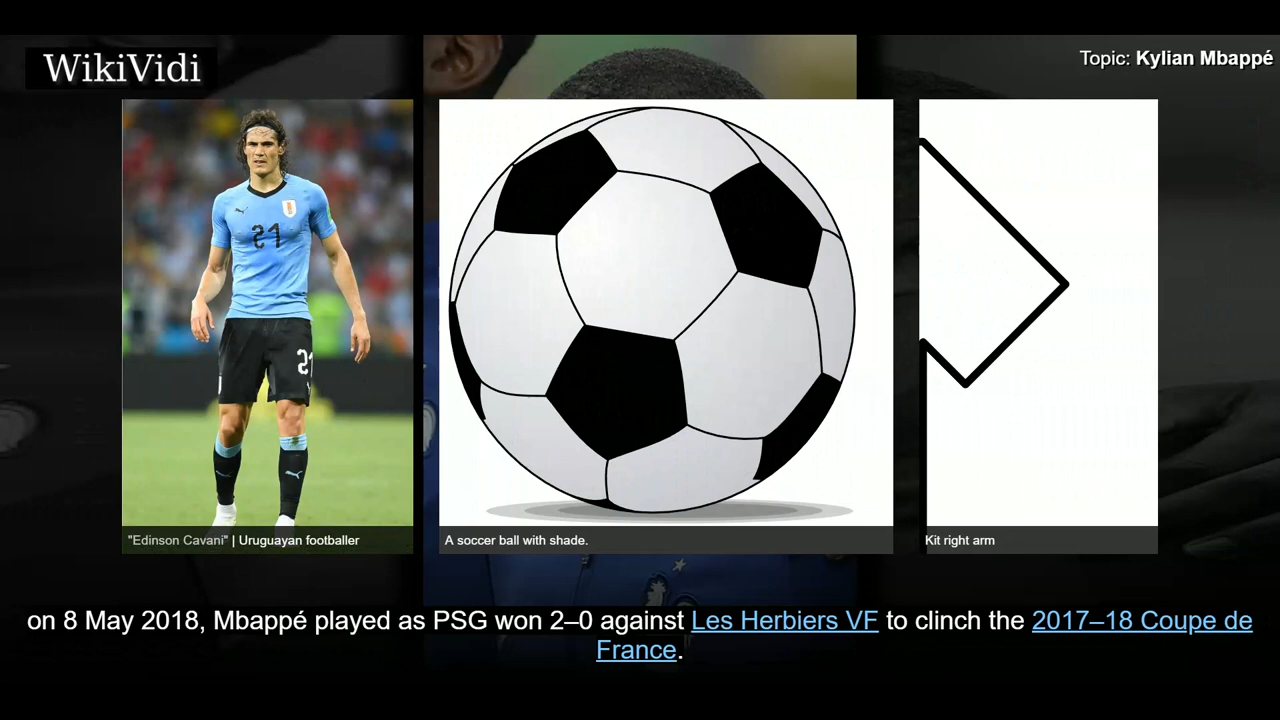 WikiVidi
Topic: Kylian Mbappé
21
21
"Edinson Cavani" | Uruguayan footballer
A soccer ball with shade.
Kit right arm
on 8 May 2018, Mbappé played as PSG won 2–0 against Les Herbiers VF to clinch the 2017–18 Coupe de
France.